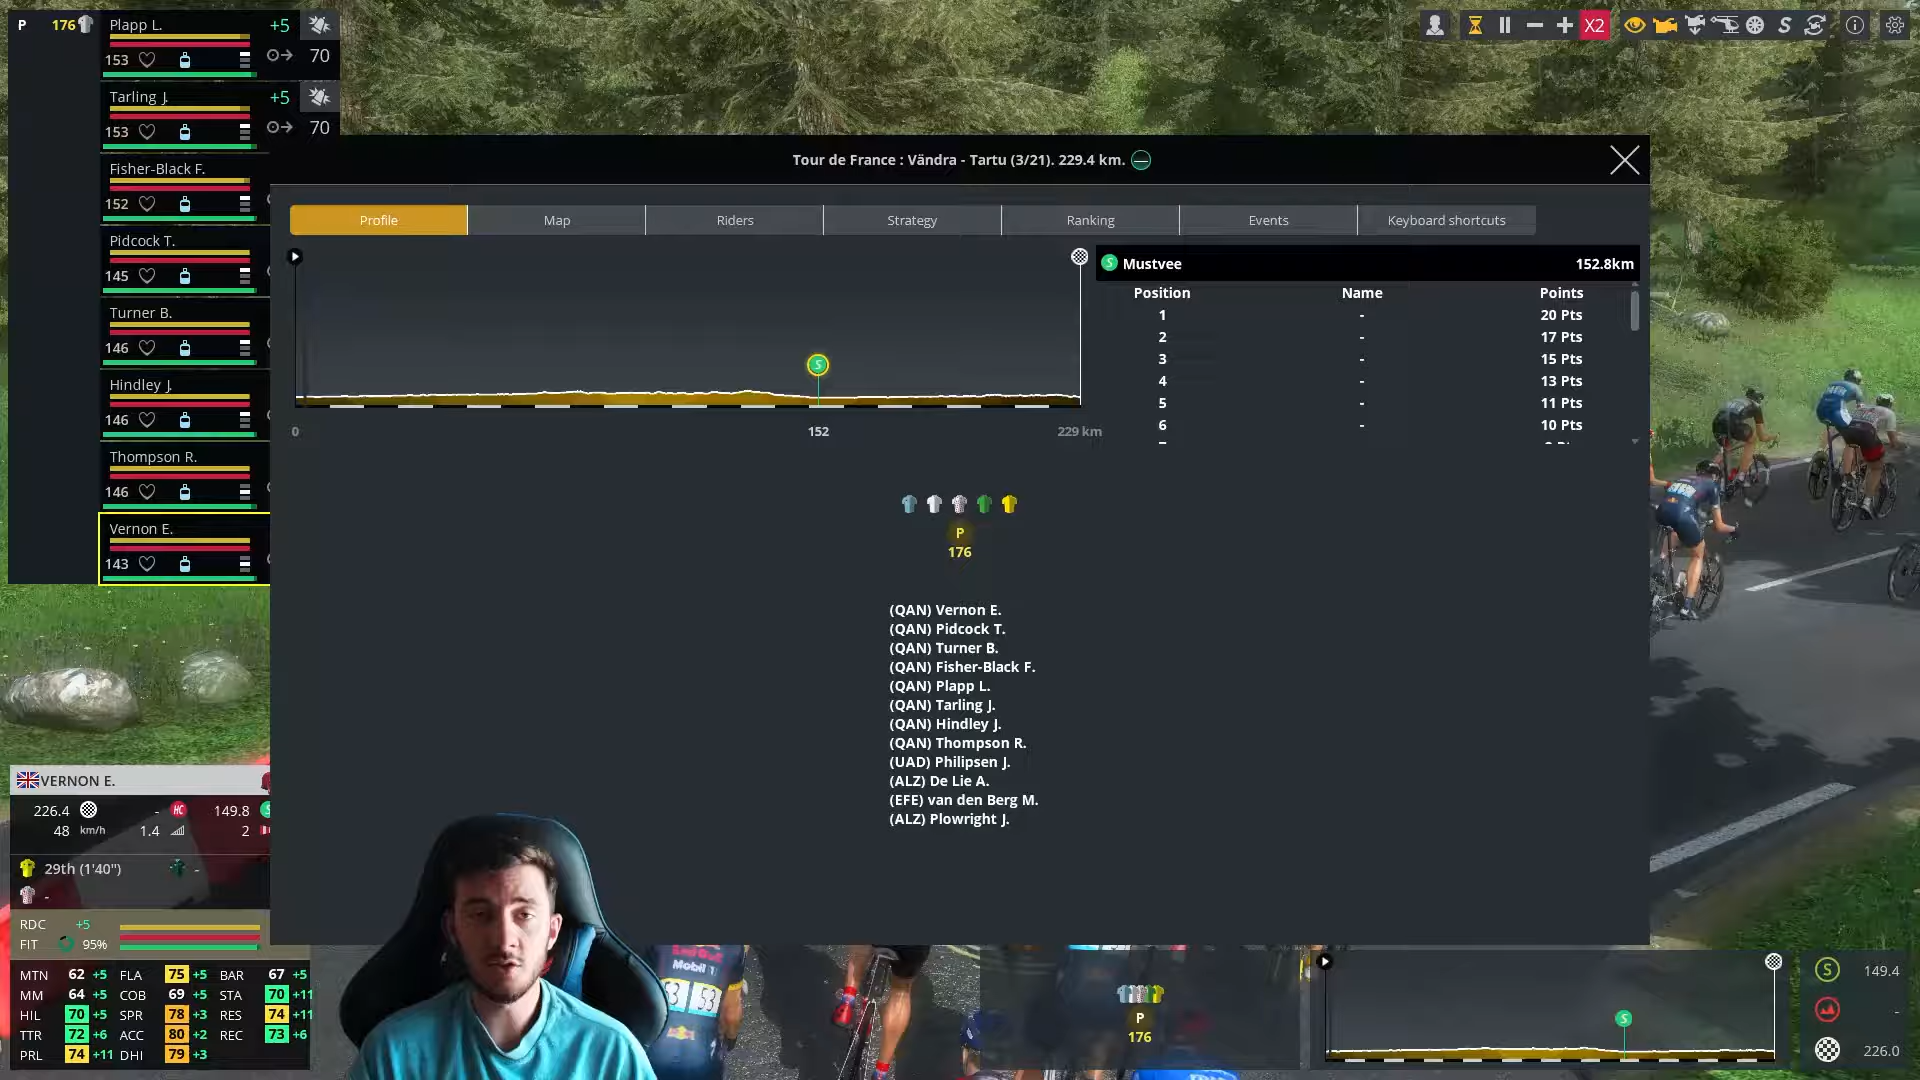 P 176
Plapp L. +5
153 70
Tarling J. +5
153 70
Fisher-Black F.
152
Pidcock T.
145
Turner B.
146
Hindley J.
146
Thompson R.
146
Vernon E.
143
X2
S
Tour de France : Vändra - Tartu (3/21). 229.4 km.
Profile Map Riders Strategy Ranking Events Keyboard shortcuts
S Mustvee 152.8km
Position Name Points
1 - 20 Pts
2 - 17 Pts
3 - 15 Pts
4 - 13 Pts
5 - 11 Pts
6 - 10 Pts
S
0 152 229 km
P
176
(QAN) Vernon E.
(QAN) Pidcock T.
(QAN) Turner B.
(QAN) Fisher-Black F.
(QAN) Plapp L.
(QAN) Tarling J.
(QAN) Hindley J.
(QAN) Thompson R.
(UAD) Philipsen J.
(ALZ) De Lie A.
(EFE) van den Berg M.
(ALZ) Plowright J.
VERNON E.
226.4 - HC 149.8
48 km/h 1.4 2
29th (1'40") -
-
RDC +5
FIT 95%
MTN 62 +5 FLA 75 +5 BAR 67 +5
MM 64 +5 COB 69 +5 STA 70 +11
HIL 70 +5 SPR 78 +3 RES 74 +11
TTR 72 +6 ACC 80 +2 REC 73 +6
PRL 74 +11 DHI 79 +3
Mobil 1
53
P
176
S
S 149.4
-
226.0